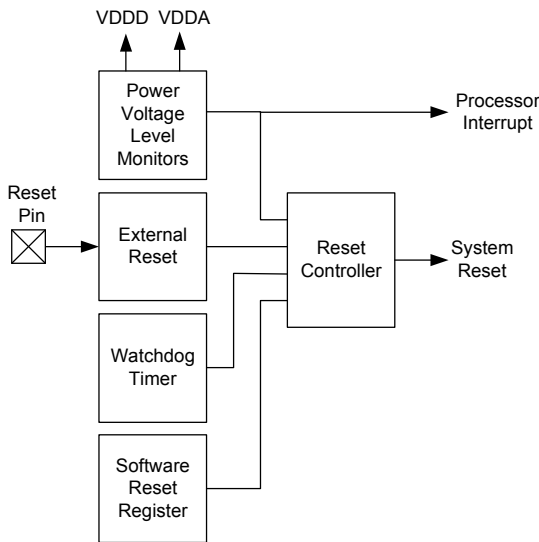 VDDD VDDA
Power
Voltage
Level
Monitors
Processor
Interrupt
Reset
Pin
External
Reset
Reset
Controller
System
Reset
Watchdog
Timer
Software
Reset
Register